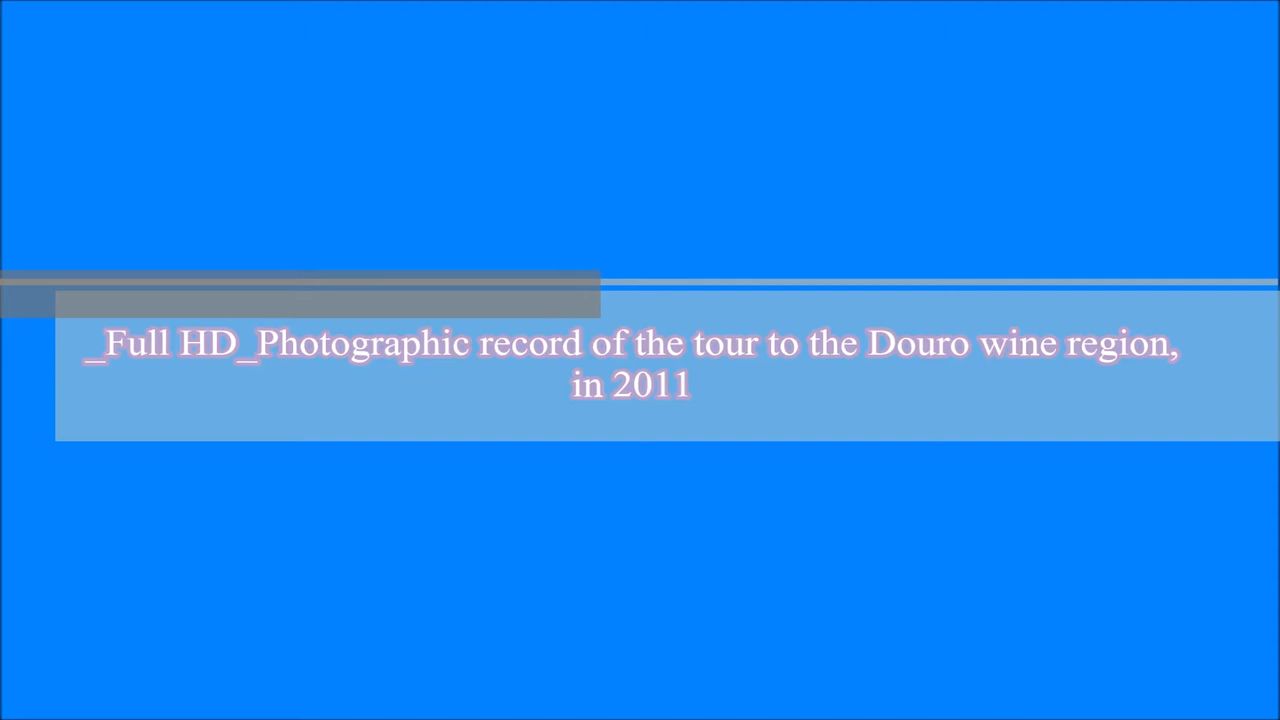 _Full HD_Photographic record of the tour to the Douro wine region,
in 2011